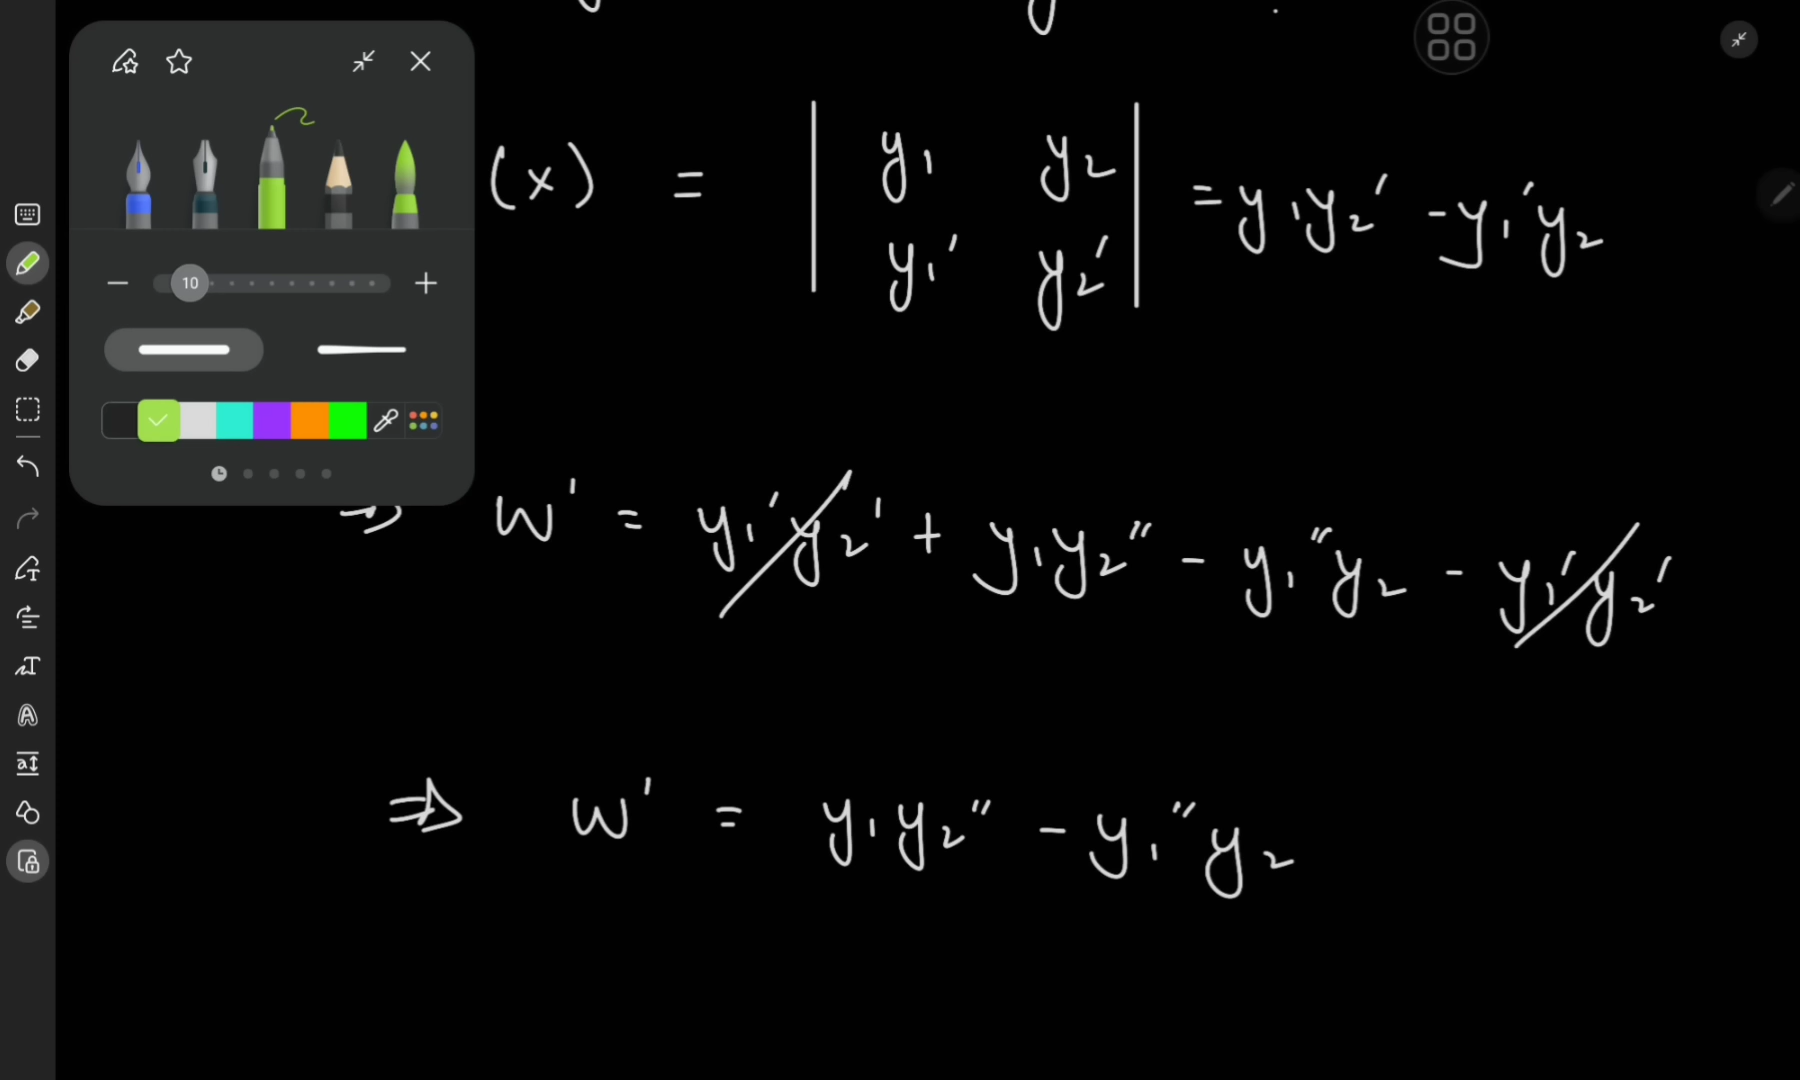 (x) = | y₁ y₂ | = y₁y₂' - y₁'y₂
| y₁' y₂' |
10
⇒ w' = y₁'y₂' + y₁y₂'' - y₁''y₂ - y₁'y₂'
⇒ w' = y₁y₂'' - y₁''y₂